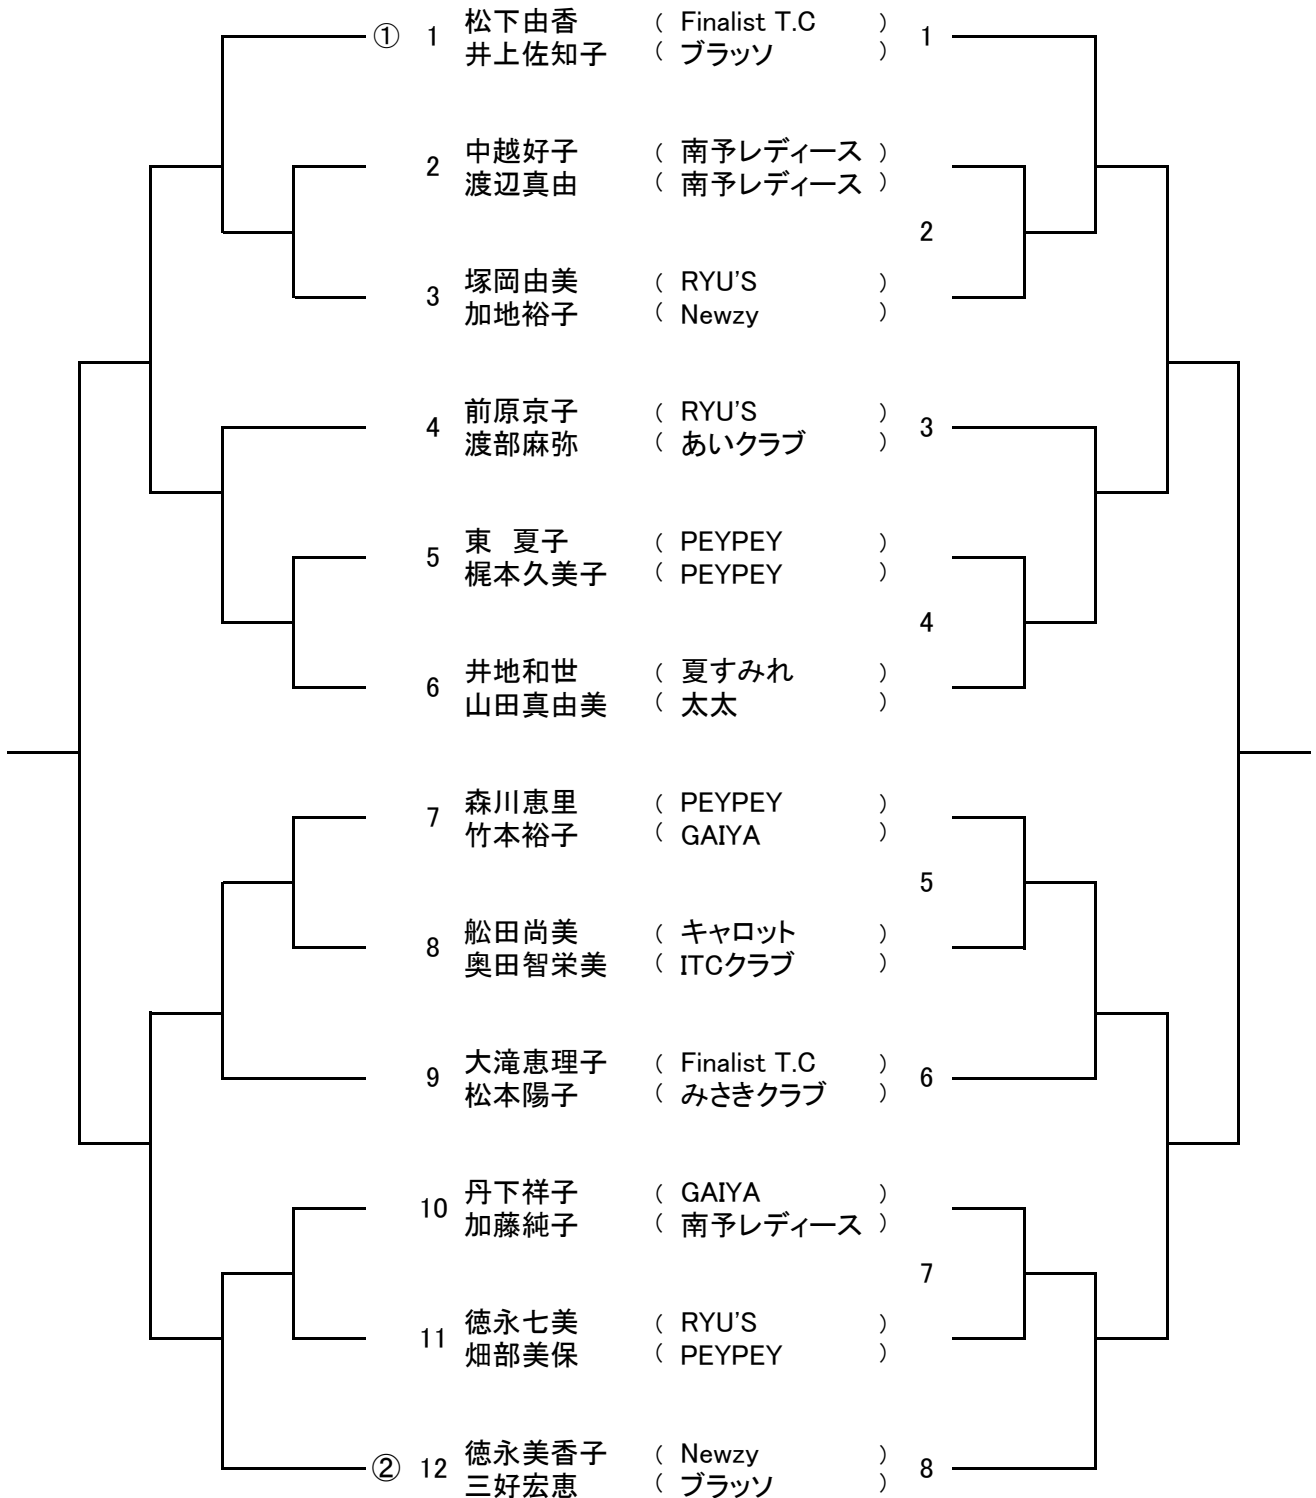 ① 1 松下由香 ( Finalist T.C ) 1
井上佐知子 ( ブラッソ )
2 中越好子 ( 南予レディース )
渡辺真由 ( 南予レディース )
2
3 塚岡由美 ( RYU'S )
加地裕子 ( Newzy )
4 前原京子 ( RYU'S ) 3
渡部麻弥 ( あいクラブ )
5 東　夏子 ( PEYPEY )
梶本久美子 ( PEYPEY )
4
6 井地和世 ( 夏すみれ )
山田真由美 ( 太太 )
7 森川恵里 ( PEYPEY )
竹本裕子 ( GAIYA )
5
8 舩田尚美 ( キャロット )
奥田智栄美 ( ITCクラブ )
9 大滝恵理子 ( Finalist T.C ) 6
松本陽子 ( みさきクラブ )
10 丹下祥子 ( GAIYA )
加藤純子 ( 南予レディース )
7
11 徳永七美 ( RYU'S )
畑部美保 ( PEYPEY )
② 12 徳永美香子 ( Newzy ) 8
三好宏恵 ( ブラッソ )